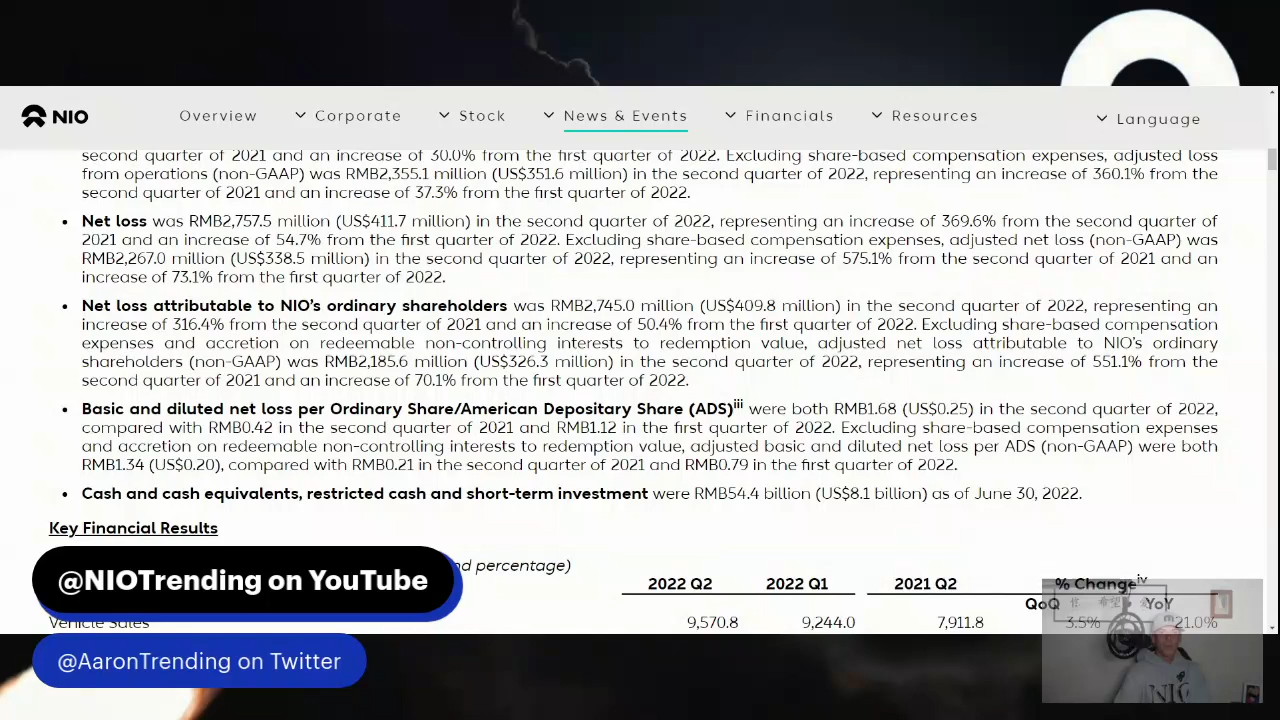 NIO
Overview
Corporate
Stock
News & Events
Financials
Resources
Language
second quarter of 2021 and an increase of 30.0% from the first quarter of 2022. Excluding share-based compensation expenses, adjusted loss
from operations (non-GAAP) was RMB2,355.1 million (US$351.6 million) in the second quarter of 2022, representing an increase of 360.1% from the
second quarter of 2021 and an increase of 37.3% from the first quarter of 2022.
• Net loss was RMB2,757.5 million (US$411.7 million) in the second quarter of 2022, representing an increase of 369.6% from the second quarter of
2021 and an increase of 54.7% from the first quarter of 2022. Excluding share-based compensation expenses, adjusted net loss (non-GAAP) was
RMB2,267.0 million (US$338.5 million) in the second quarter of 2022, representing an increase of 575.1% from the second quarter of 2021 and an
increase of 73.1% from the first quarter of 2022.
• Net loss attributable to NIO's ordinary shareholders was RMB2,745.0 million (US$409.8 million) in the second quarter of 2022, representing an
increase of 316.4% from the second quarter of 2021 and an increase of 50.4% from the first quarter of 2022. Excluding share-based compensation
expenses and accretion on redeemable non-controlling interests to redemption value, adjusted net loss attributable to NIO's ordinary
shareholders (non-GAAP) was RMB2,185.6 million (US$326.3 million) in the second quarter of 2022, representing an increase of 551.1% from the
second quarter of 2021 and an increase of 70.1% from the first quarter of 2022.
• Basic and diluted net loss per Ordinary Share/American Depositary Share (ADS)iii were both RMB1.68 (US$0.25) in the second quarter of 2022,
compared with RMB0.42 in the second quarter of 2021 and RMB1.12 in the first quarter of 2022. Excluding share-based compensation expenses
and accretion on redeemable non-controlling interests to redemption value, adjusted basic and diluted net loss per ADS (non-GAAP) were both
RMB1.34 (US$0.20), compared with RMB0.21 in the second quarter of 2021 and RMB0.79 in the first quarter of 2022.
• Cash and cash equivalents, restricted cash and short-term investment were RMB54.4 billion (US$8.1 billion) as of June 30, 2022.
Key Financial Results
percentage)
2022 Q2 2022 Q1 2021 Q2 % Changeiv
QoQ YoY
Vehicle Sales 9,570.8 9,244.0 7,911.8 3.5% 21.0%
@NIOTrending on YouTube
@AaronTrending on Twitter
NIO